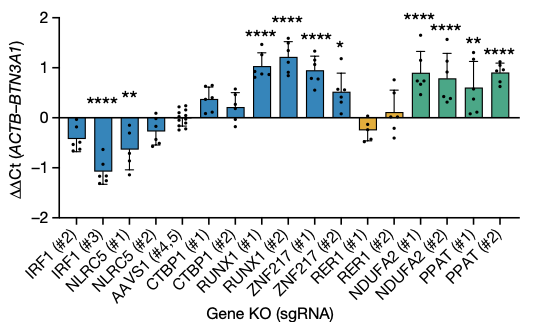 ΔΔCt (ACTB–BTN3A1)
2
1
0
–1
–2
****
**
****
****
****
*
****
****
**
****
IRF1 (#2)
IRF1 (#3)
NLRC5 (#1)
NLRC5 (#2)
AAVS1 (#4,5)
CTBP1 (#1)
CTBP1 (#2)
RUNX1 (#1)
RUNX1 (#2)
ZNF217 (#1)
ZNF217 (#2)
RER1 (#1)
RER1 (#2)
NDUFA2 (#1)
NDUFA2 (#2)
PPAT (#1)
PPAT (#2)
Gene KO (sgRNA)